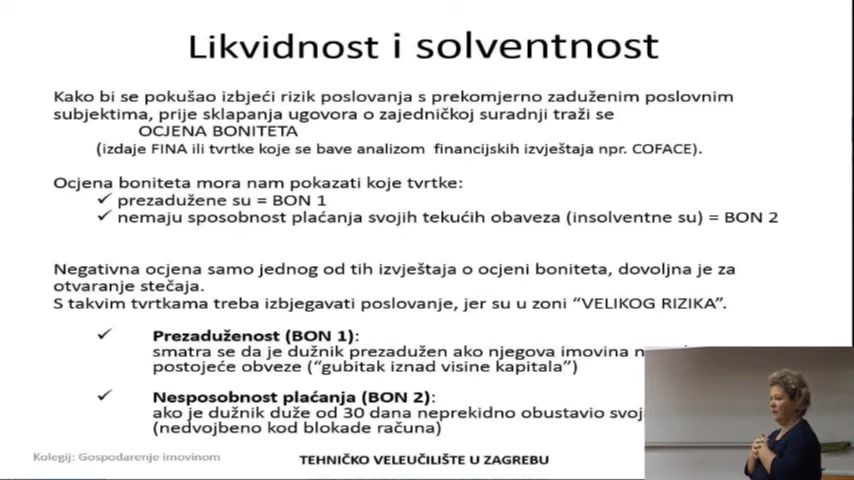 Likvidnost i solventnost
Kako bi se pokušao izbjeći rizik poslovanja s prekomjerno zaduženim poslovnim
subjektima, prije sklapanja ugovora o zajedničkoj suradnji traži se
OCJENA BONITETA
(izdaje FINA ili tvrtke koje se bave analizom financijskih izvještaja npr. COFACE).
Ocjena boniteta mora nam pokazati koje tvrtke:
✓ prezadužene su = BON 1
✓ nemaju sposobnost plaćanja svojih tekućih obaveza (insolventne su) = BON 2
Negativna ocjena samo jednog od tih izvještaja o ocjeni boniteta, dovoljna je za
otvaranje stečaja.
S takvim tvrtkama treba izbjegavati poslovanje, jer su u zoni “VELIKOG RIZIKA”.
✓ Prezaduženost (BON 1):
smatra se da je dužnik prezadužen ako njegova imovina
postojeće obveze (“gubitak iznad visine kapitala”)
✓ Nesposobnost plaćanja (BON 2):
ako je dužnik duže od 30 dana neprekidno obustavio
(nedvojbeno kod blokade računa)
Kolegij: Gospodarenje imovinom
TEHNIČKO VELEUČILIŠTE U ZAGREBU